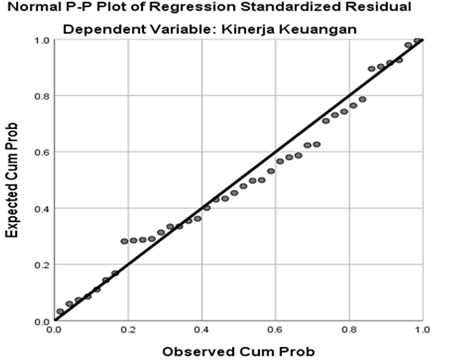 Normal P-P Plot of Regression Standardized Residual
Dependent Variable: Kinerja Keuangan
1.0
0.8
0.6
0.4
0.2
0.0
Expected Cum Prob
0.0 0.2 0.4 0.6 0.8 1.0
Observed Cum Prob